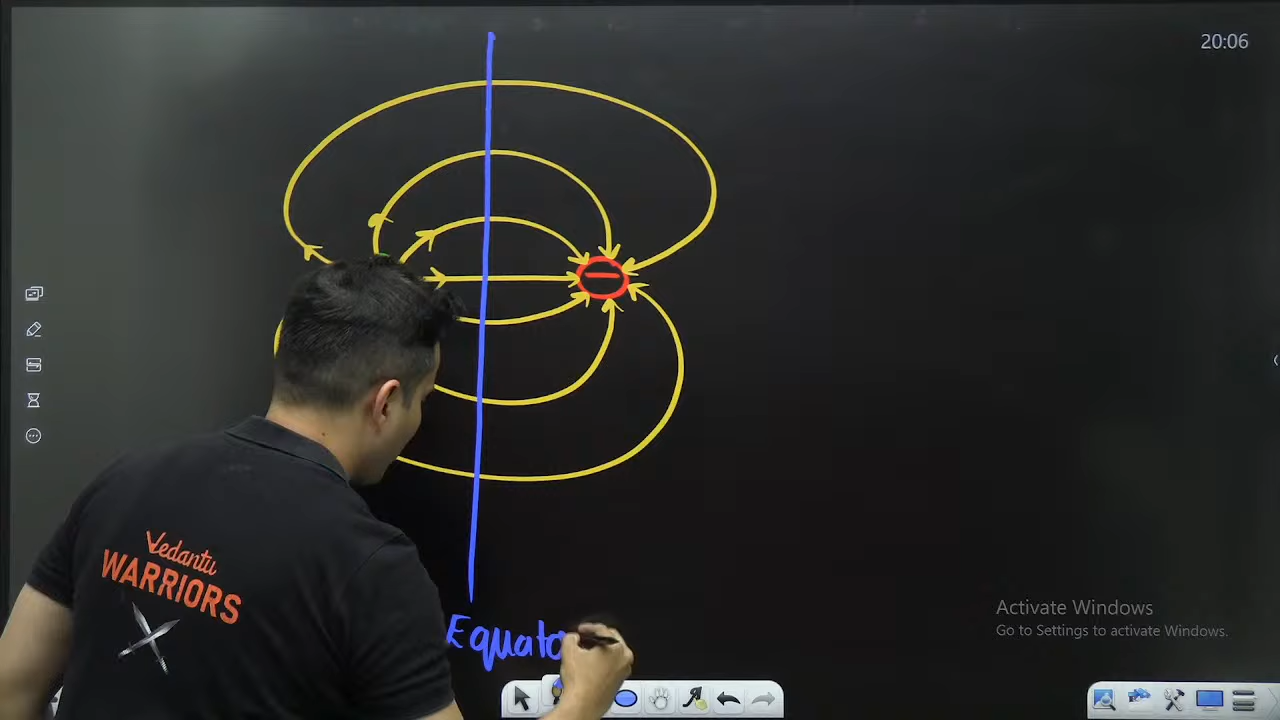 20:06
−
Vedantu
WARRIORS
Activate Windows
Go to Settings to activate Windows.
Equato